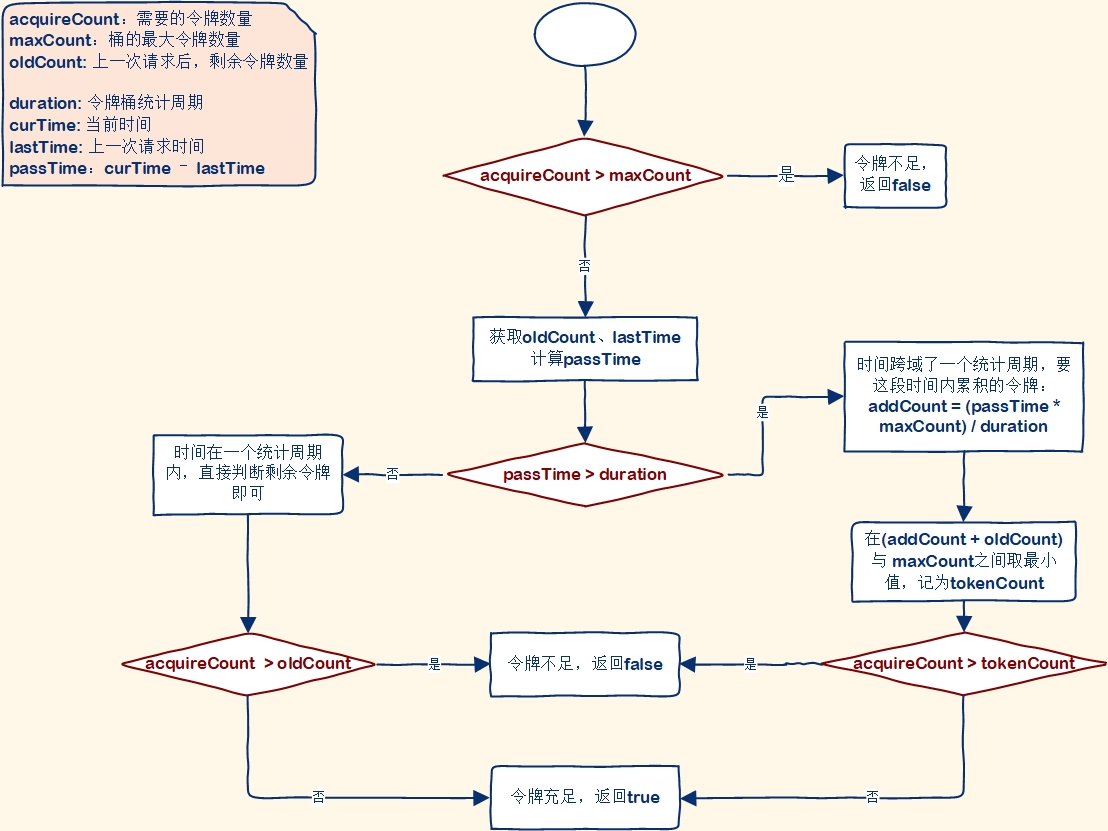 acquireCount：需要的令牌数量
maxCount：桶的最大令牌数量
oldCount: 上一次请求后，剩余令牌数量
duration: 令牌桶统计周期
curTime: 当前时间
lastTime: 上一次请求时间
passTime：curTime - lastTime
acquireCount > maxCount
是
令牌不足，
返回false
否
获取oldCount、lastTime
计算passTime
时间跨域了一个统计周期，要
这段时间内累积的令牌：
addCount = (passTime *
maxCount) / duration
是
passTime > duration
否
时间在一个统计周期
内，直接判断剩余令牌
即可
在(addCount + oldCount)
与 maxCount之间取最小
值，记为tokenCount
acquireCount > oldCount
是
令牌不足，返回false
是
acquireCount > tokenCount
否
令牌充足，返回true
否